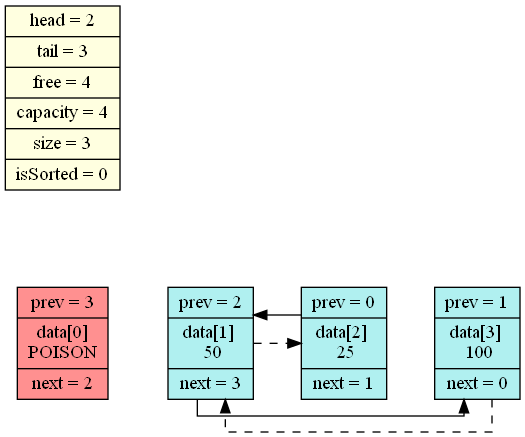 head = 2
tail = 3
free = 4
capacity = 4
size = 3
isSorted = 0
prev = 3
data[0]
POISON
next = 2
prev = 2
data[1]
50
next = 3
prev = 0
data[2]
25
next = 1
prev = 1
data[3]
100
next = 0